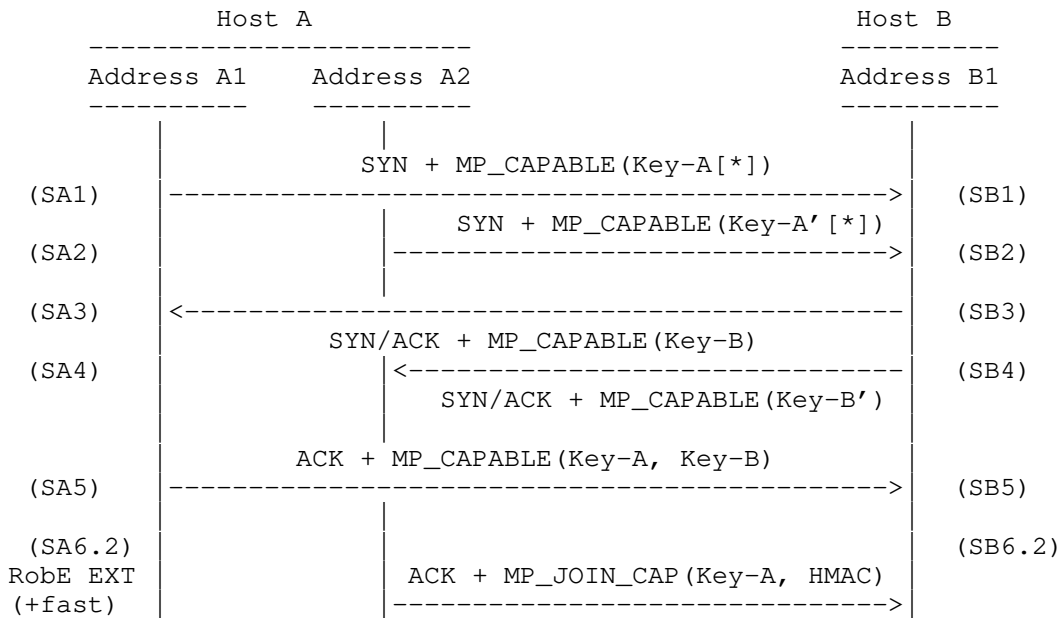 Host A Host B
Address A1 Address A2 Address B1
SYN + MP_CAPABLE(Key-A[*])
(SA1) (SB1)
SYN + MP_CAPABLE(Key-A'[*])
(SA2) (SB2)
(SA3) (SB3)
SYN/ACK + MP_CAPABLE(Key-B)
(SA4) (SB4)
SYN/ACK + MP_CAPABLE(Key-B')
ACK + MP_CAPABLE(Key-A, Key-B)
(SA5) (SB5)
(SA6.2) (SB6.2)
RobE EXT ACK + MP_JOIN_CAP(Key-A, HMAC)
(+fast)